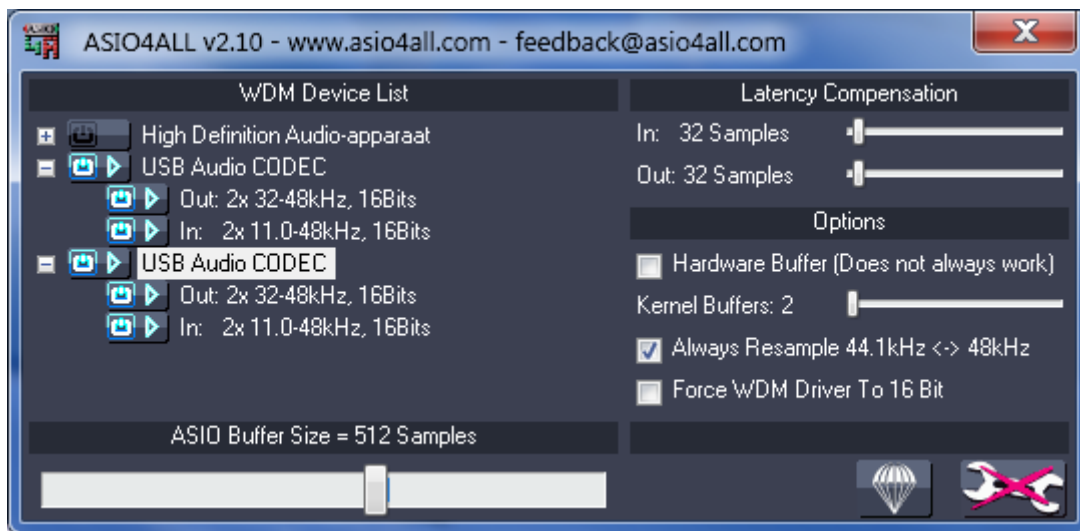 ASIO4ALL v2.10 - www.asio4all.com - feedback@asio4all.com
WDM Device List
High Definition Audio-apparaat
USB Audio CODEC
Out: 2x 32-48kHz, 16Bits
In: 2x 11.0-48kHz, 16Bits
USB Audio CODEC
Out: 2x 32-48kHz, 16Bits
In: 2x 11.0-48kHz, 16Bits
ASIO Buffer Size = 512 Samples
Latency Compensation
In: 32 Samples
Out: 32 Samples
Options
Hardware Buffer (Does not always work)
Kernel Buffers: 2
Always Resample 44.1kHz <-> 48kHz
Force WDM Driver To 16 Bit